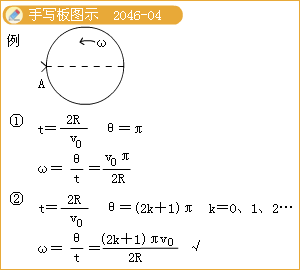 手写板图示 2046-04
例
ω
A
① t=2R/v₀ θ=π
ω=θ/t=v₀π/2R
② t=2R/v₀ θ=(2k+1)π k=0、1、2…
ω=θ/t=(2k+1)πv₀/2R √